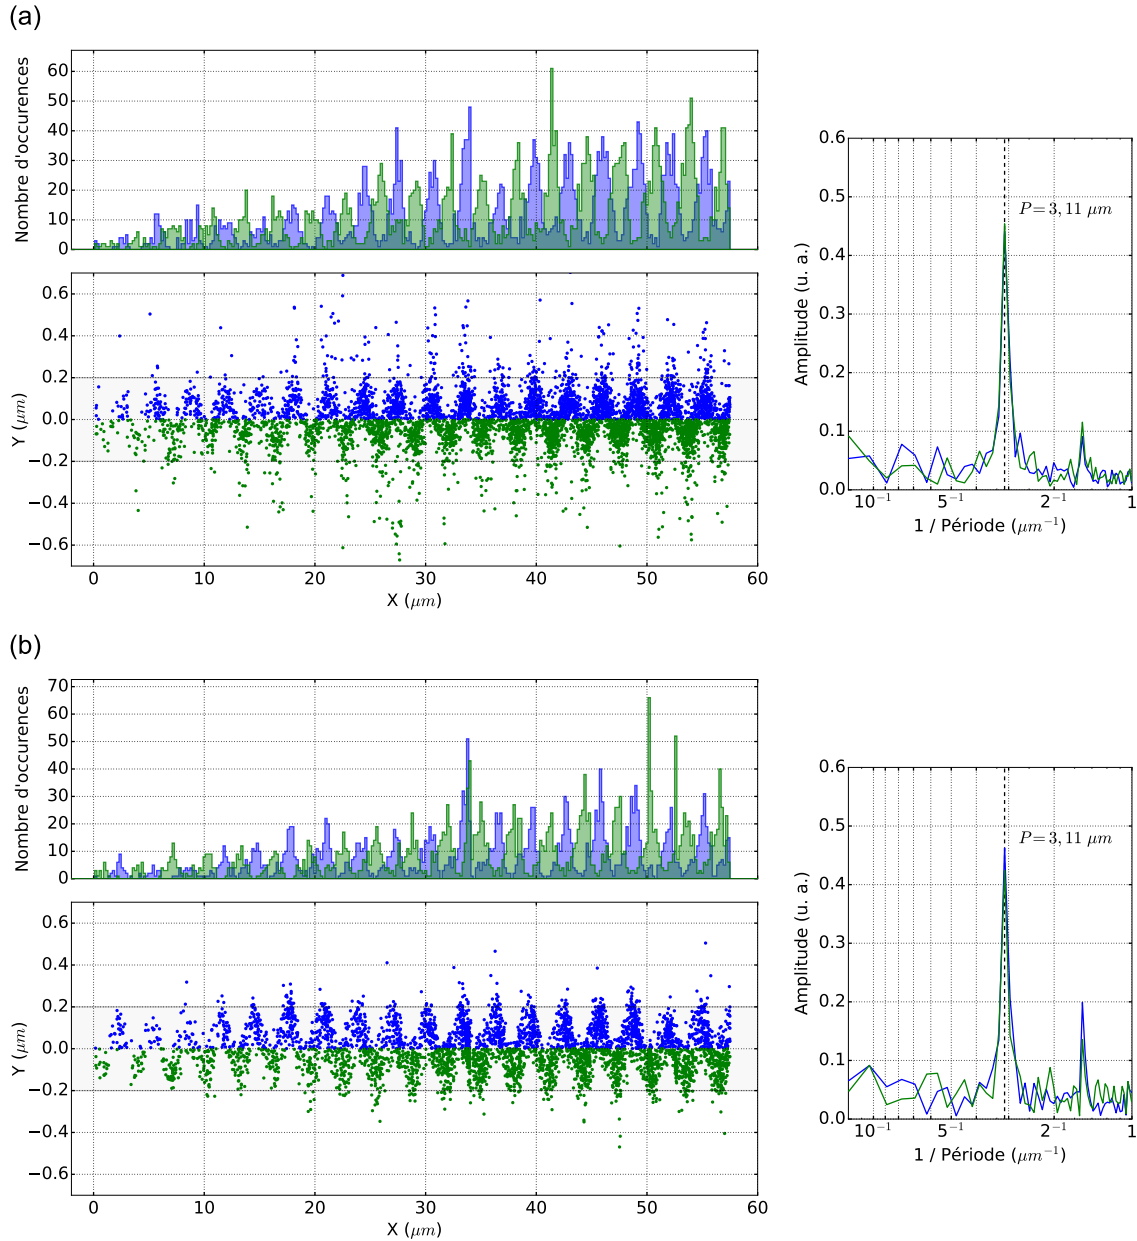 (a)
Nombre d'occurences
60
50
40
30
20
10
0
Y (μm)
0.6
0.4
0.2
0.0
−0.2
−0.4
−0.6
0 10 20 30 40 50 60
X (μm)
Amplitude (u. a.)
0.6
0.5
0.4
0.3
0.2
0.1
0.0
P = 3, 11 μm
10⁻¹ 5⁻¹ 2⁻¹ 1
1 / Période (μm⁻¹)
(b)
Nombre d'occurences
70
60
50
40
30
20
10
0
Y (μm)
0.6
0.4
0.2
0.0
−0.2
−0.4
−0.6
0 10 20 30 40 50 60
X (μm)
Amplitude (u. a.)
0.6
0.5
0.4
0.3
0.2
0.1
0.0
P = 3, 11 μm
10⁻¹ 5⁻¹ 2⁻¹ 1
1 / Période (μm⁻¹)